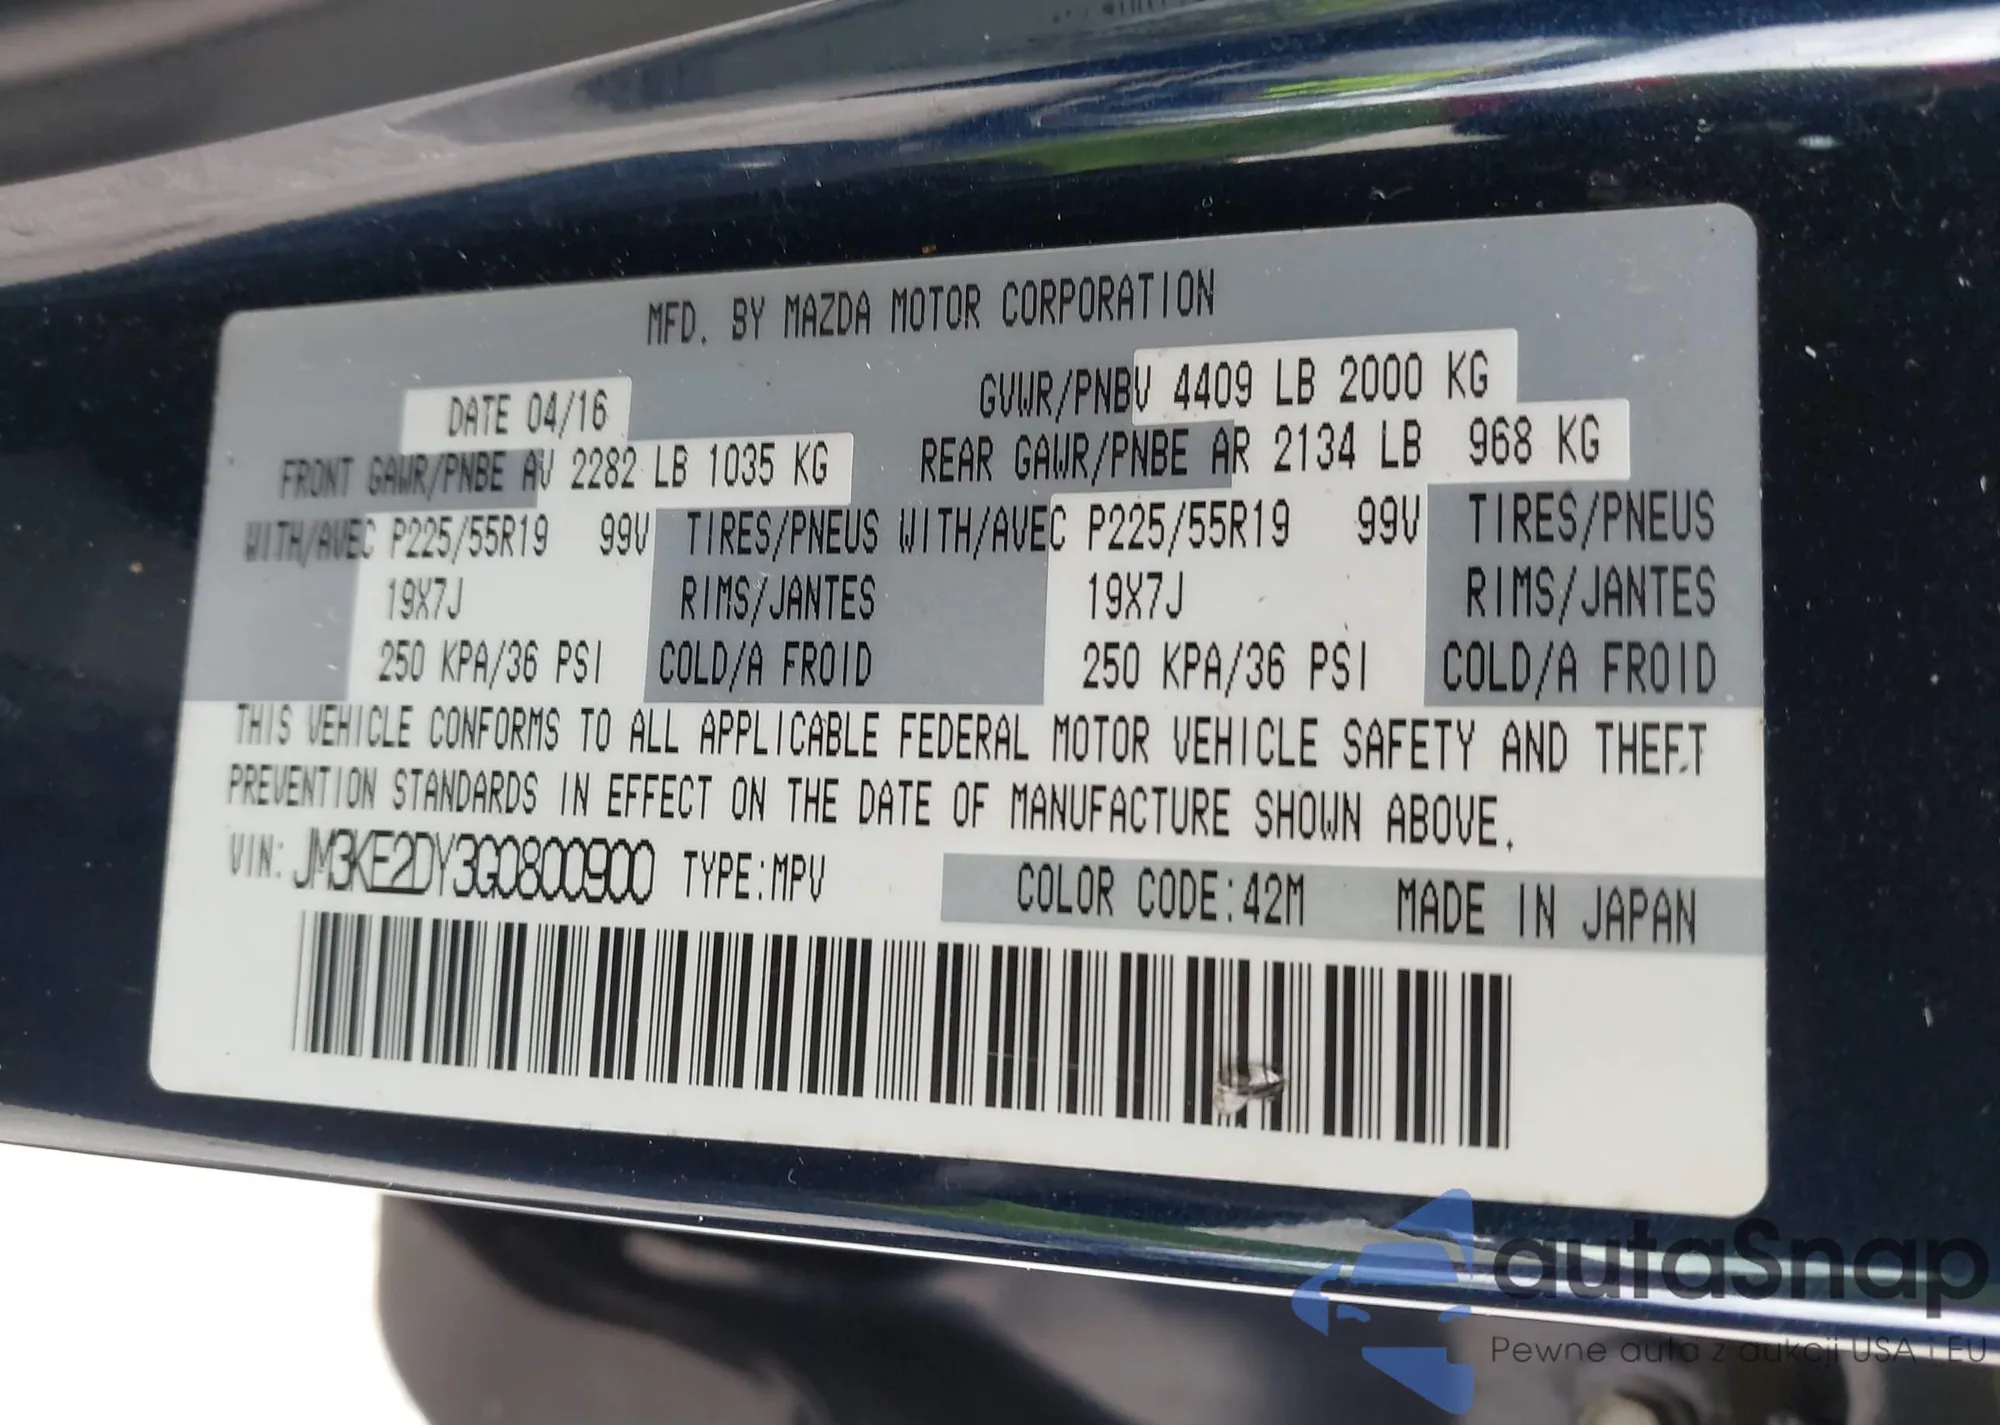 MFD. BY MAZDA MOTOR CORPORATION
DATE 04/16 GVWR/PNBV 4409 LB 2000 KG
FRONT GAWR/PNBE AV 2282 LB 1035 KG REAR GAWR/PNBE AR 2134 LB 968 KG
WITH/AVEC P225/55R19 99V TIRES/PNEUS WITH/AVEC P225/55R19 99V TIRES/PNEUS
19X7J RIMS/JANTES 19X7J RIMS/JANTES
250 KPA/36 PSI COLD/A FROID 250 KPA/36 PSI COLD/A FROID
THIS VEHICLE CONFORMS TO ALL APPLICABLE FEDERAL MOTOR VEHICLE SAFETY AND THEFT
PREVENTION STANDARDS IN EFFECT ON THE DATE OF MANUFACTURE SHOWN ABOVE.
VIN: JM3KE2DY3G0800900 TYPE:MPV COLOR CODE:42M MADE IN JAPAN
autaSnap
Pewne auta z aukcji USA i EU